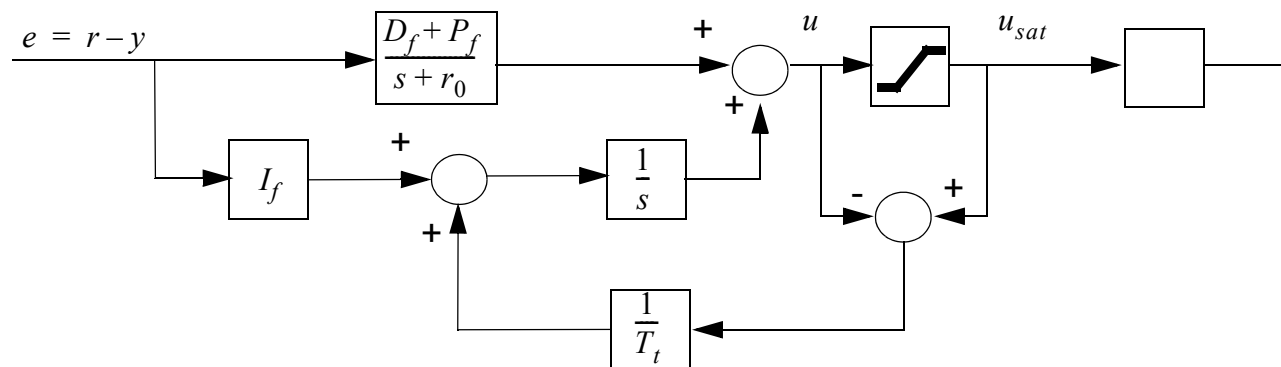 e = r – y
D_f + P_f
s + r_0
+
u
u_sat
+
I_f
+
1
s
-
+
+
1
T_t